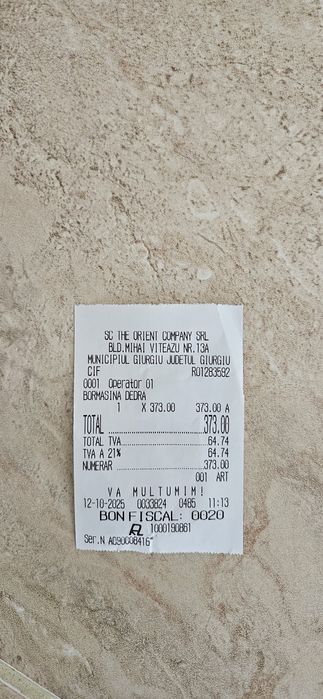 SC THE ORIENT COMPANY SRL
BLD.MIHAI VITEAZU NR.13A
MUNICIPIUL GIURGIU JUDETUL GIURGIU
CIF RO1283592
0001 Operator 01
BORMASINA DEDRA
1 X 373.00 373.00 A
TOTAL 373.00
TOTAL TVA 64.74
TVA A 21% 64.74
NUMERAR 373.00
001 ART
VA MULTUMIM!
12-10-2025 0033824 0485 11:13
BON FISCAL: 0020
1000190861
Ser.N